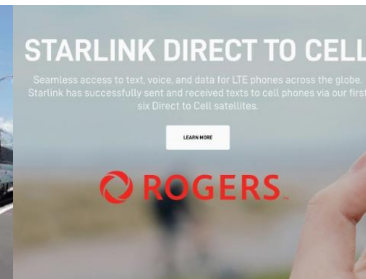 STARLINK DIRECT TO CELL
Seamless access to text, voice, and data for LTE phones across the globe.
Starlink has successfully sent and received texts to cell phones via our first
six Direct to Cell satellites.
LEARN MORE
ROGERS